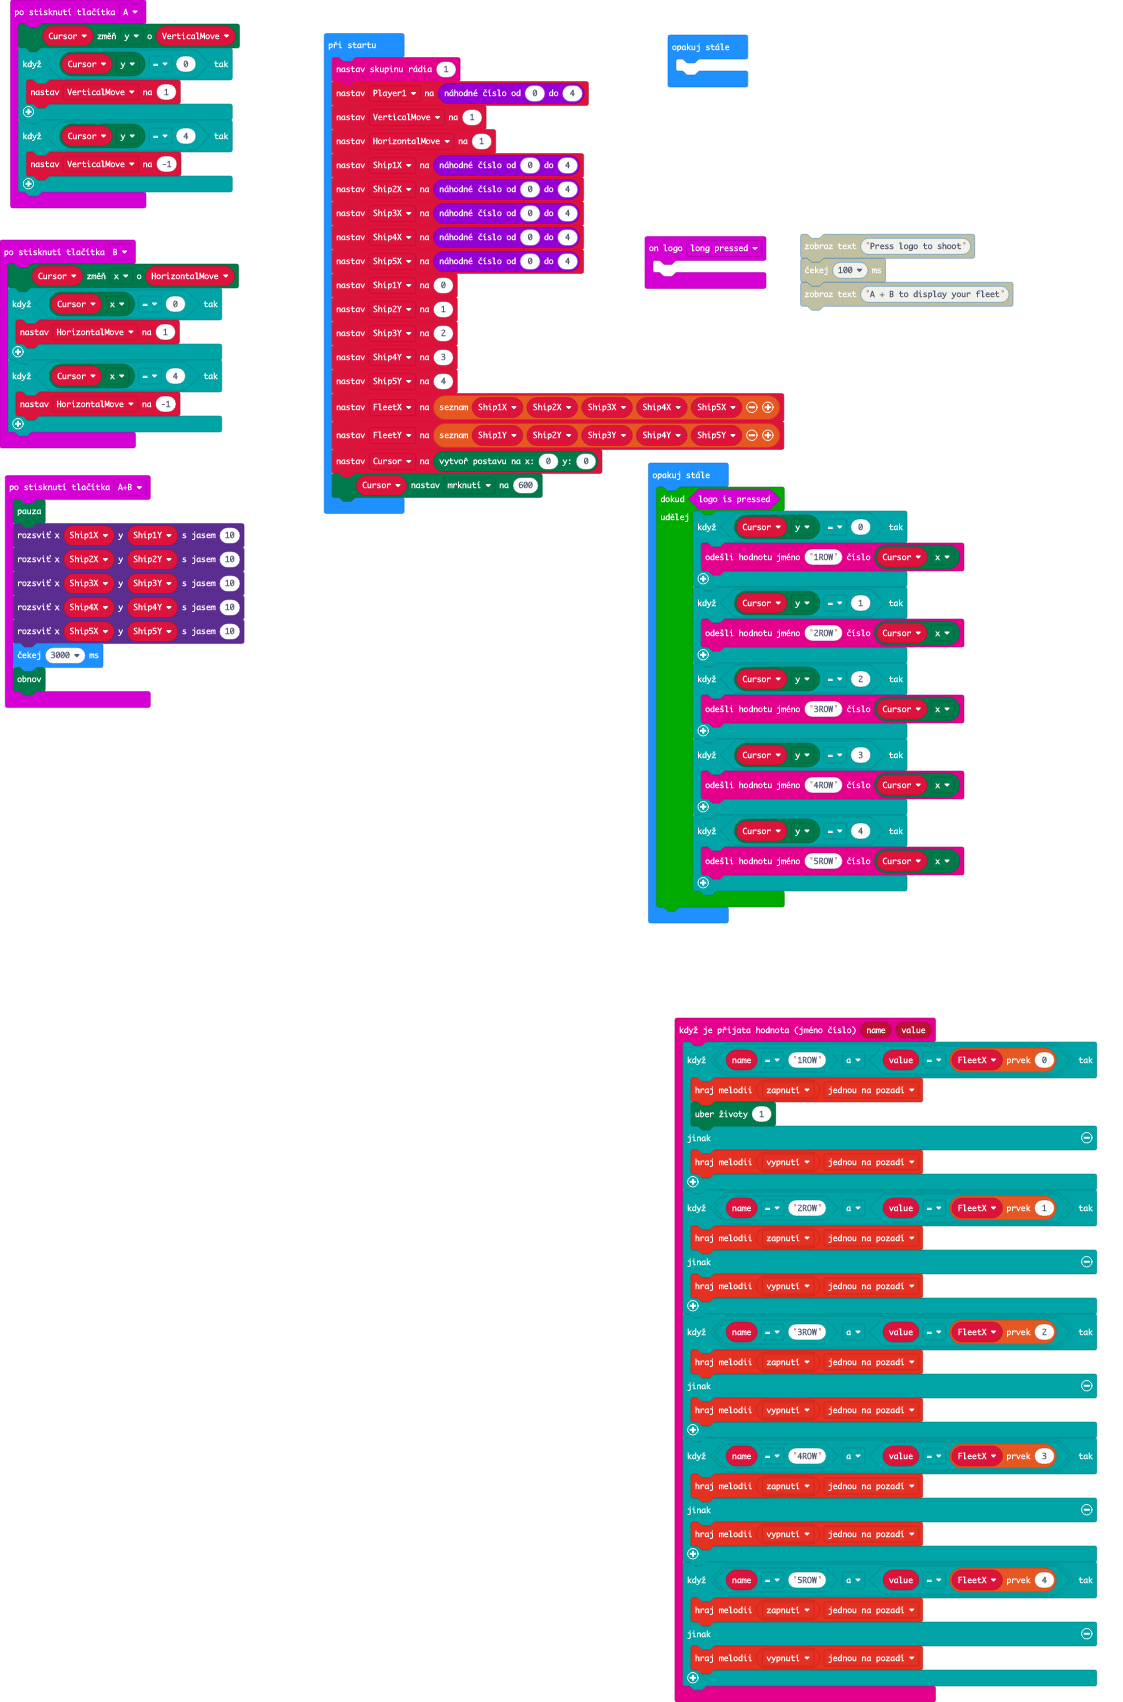 po stisknutí tlačítka A
Cursor změň y o VerticalMove
když Cursor y = 0 tak
nastav VerticalMove na 1
když Cursor y = 4 tak
nastav VerticalMove na -1
po stisknutí tlačítka B
Cursor změň x o HorizontalMove
když Cursor x = 0 tak
nastav HorizontalMove na 1
když Cursor x = 4 tak
nastav HorizontalMove na -1
po stisknutí tlačítka A+B
pauza
rozsviť x Ship1X y Ship1Y s jasem 10
rozsviť x Ship2X y Ship2Y s jasem 10
rozsviť x Ship3X y Ship3Y s jasem 10
rozsviť x Ship4X y Ship4Y s jasem 10
rozsviť x Ship5X y Ship5Y s jasem 10
čekej 3000 ms
obnov
při startu
nastav skupinu rádia 1
nastav Player1 na náhodné číslo od 0 do 4
nastav VerticalMove na 1
nastav HorizontalMove na 1
nastav Ship1X na náhodné číslo od 0 do 4
nastav Ship2X na náhodné číslo od 0 do 4
nastav Ship3X na náhodné číslo od 0 do 4
nastav Ship4X na náhodné číslo od 0 do 4
nastav Ship5X na náhodné číslo od 0 do 4
nastav Ship1Y na 0
nastav Ship2Y na 1
nastav Ship3Y na 2
nastav Ship4Y na 3
nastav Ship5Y na 4
nastav FleetX na seznam Ship1X Ship2X Ship3X Ship4X Ship5X
nastav FleetY na seznam Ship1Y Ship2Y Ship3Y Ship4Y Ship5Y
nastav Cursor na vytvoř postavu na x: 0 y: 0
Cursor nastav mrknutí na 600
opakuj stále
on logo long pressed
zobraz text "Press logo to shoot"
čekej 100 ms
zobraz text "A + B to display your fleet"
opakuj stále
dokud logo is pressed
udělej
když Cursor y = 0 tak
odešli hodnotu jméno "1ROW" číslo Cursor x
když Cursor y = 1 tak
odešli hodnotu jméno "2ROW" číslo Cursor x
když Cursor y = 2 tak
odešli hodnotu jméno "3ROW" číslo Cursor x
když Cursor y = 3 tak
odešli hodnotu jméno "4ROW" číslo Cursor x
když Cursor y = 4 tak
odešli hodnotu jméno "5ROW" číslo Cursor x
když je přijata hodnota (jméno číslo) name value
když name = "1ROW" a value = FleetX prvek 0 tak
hraj melodii zapnutí jednou na pozadí
uber životy 1
jinak
hraj melodii vypnutí jednou na pozadí
když name = "2ROW" a value = FleetX prvek 1 tak
hraj melodii zapnutí jednou na pozadí
jinak
hraj melodii vypnutí jednou na pozadí
když name = "3ROW" a value = FleetX prvek 2 tak
hraj melodii zapnutí jednou na pozadí
jinak
hraj melodii vypnutí jednou na pozadí
když name = "4ROW" a value = FleetX prvek 3 tak
hraj melodii zapnutí jednou na pozadí
jinak
hraj melodii vypnutí jednou na pozadí
když name = "5ROW" a value = FleetX prvek 4 tak
hraj melodii zapnutí jednou na pozadí
jinak
hraj melodii vypnutí jednou na pozadí